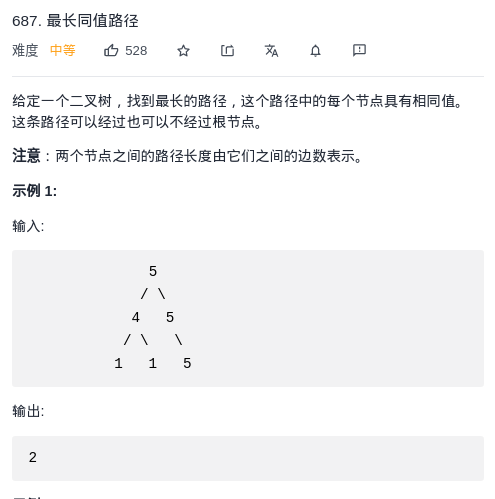 687. 最长同值路径
难度 中等 528
给定一个二叉树，找到最长的路径，这个路径中的每个节点具有相同值。
这条路径可以经过也可以不经过根节点。
注意：两个节点之间的路径长度由它们之间的边数表示。
示例 1:
输入:
5
/ \
4   5
/ \   \
1   1   5
输出:
2